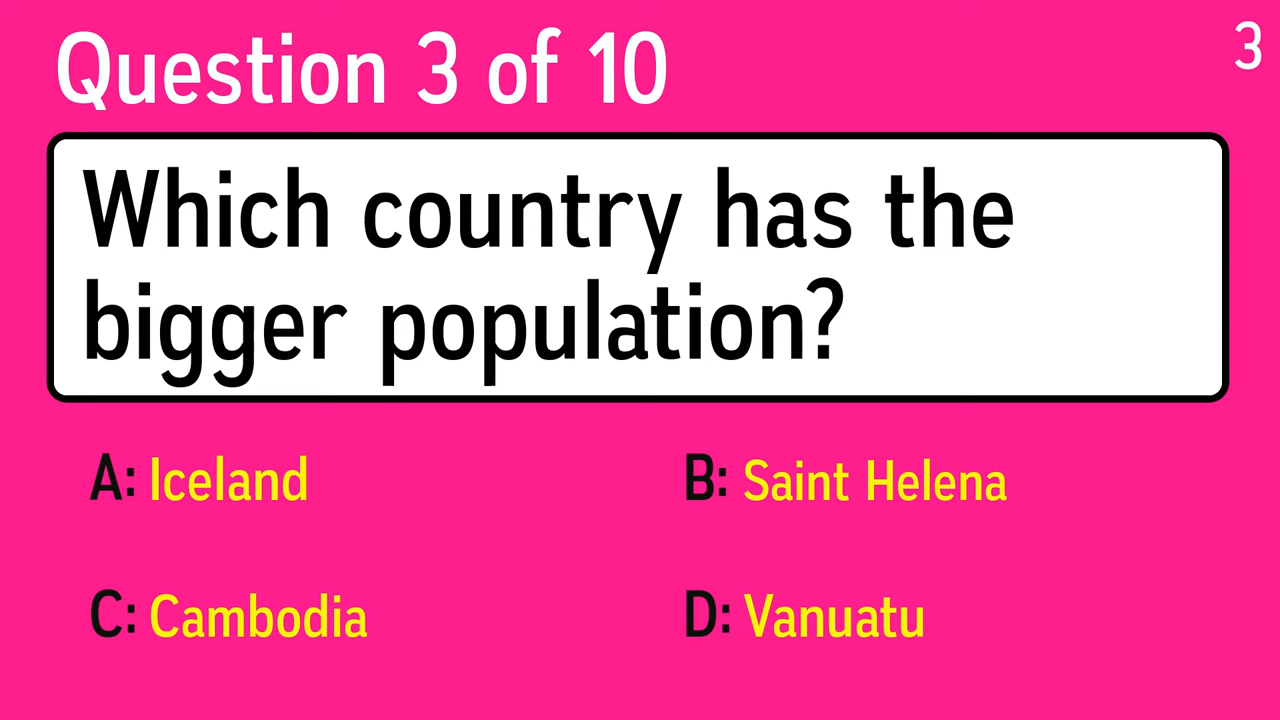 Question 3 of 10
3
Which country has the
bigger population?
A: Iceland
B: Saint Helena
C: Cambodia
D: Vanuatu